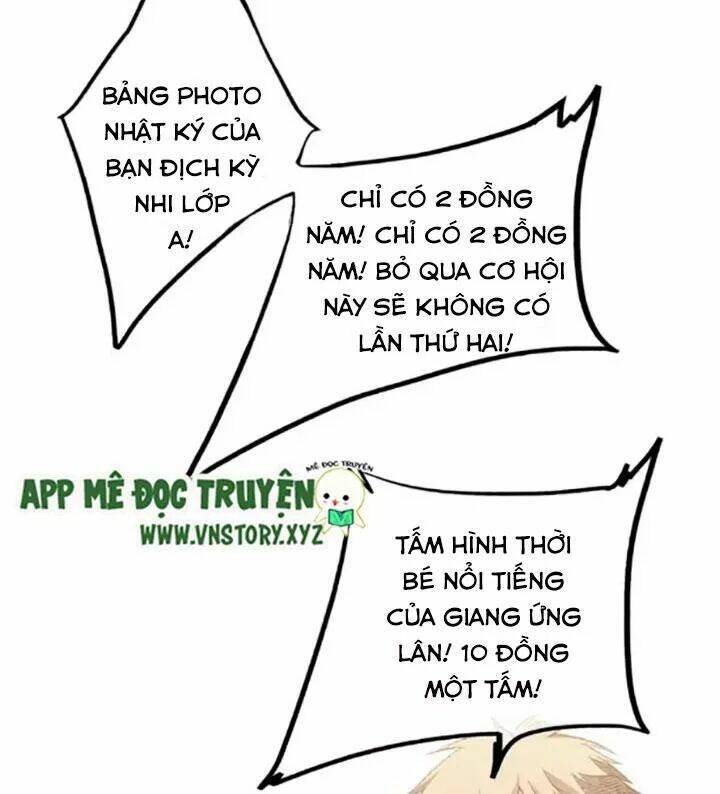 BẢNG PHOTO
NHẬT KÝ CỦA
BẠN ĐỊCH KỲ
NHI LỚP
A!
CHỈ CÓ 2 ĐỒNG
NĂM! CHỈ CÓ 2 ĐỒNG
NĂM! BỎ QUA CƠ HỘI
NÀY SẼ KHÔNG CÓ
LẦN THỨ HAI!
MÊ ĐỌC TRUYỆN
APP MÊ ĐỌC TRUYỆN
WWW.VNSTORY.XYZ
TẤM HÌNH THỜI
BÉ NỔI TIẾNG
CỦA GIANG ỨNG
LÂN! 10 ĐỒNG
MỘT TẤM!